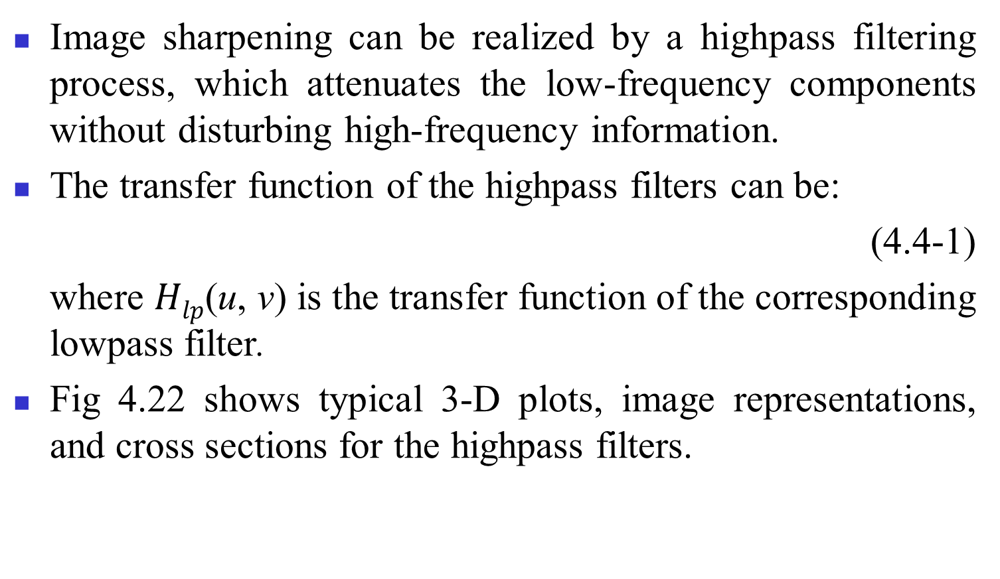 Image sharpening can be realized by a highpass filtering
process, which attenuates the low-frequency components
without disturbing high-frequency information.
The transfer function of the highpass filters can be:
(4.4-1)
where H_lp(u, v) is the transfer function of the corresponding
lowpass filter.
Fig 4.22 shows typical 3-D plots, image representations,
and cross sections for the highpass filters.